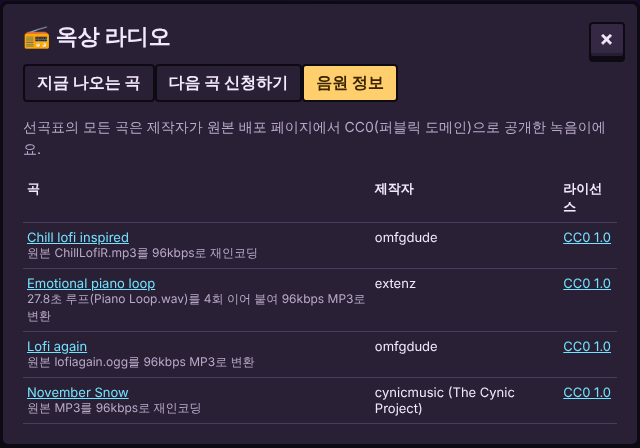 📻 옥상 라디오
×
지금 나오는 곡
다음 곡 신청하기
음원 정보
선곡표의 모든 곡은 제작자가 원본 배포 페이지에서 CC0(퍼블릭 도메인)으로 공개한 녹음이에
요.
곡
제작자
라이선
스
Chill lofi inspired
omfgdude
CC0 1.0
원본 ChillLofiR.mp3를 96kbps로 재인코딩
Emotional piano loop
extenz
CC0 1.0
27.8초 루프(Piano Loop.wav)를 4회 이어 붙여 96kbps MP3로
변환
Lofi again
omfgdude
CC0 1.0
원본 lofiagain.ogg를 96kbps MP3로 변환
November Snow
cynicmusic (The Cynic
Project)
CC0 1.0
원본 MP3를 96kbps로 재인코딩